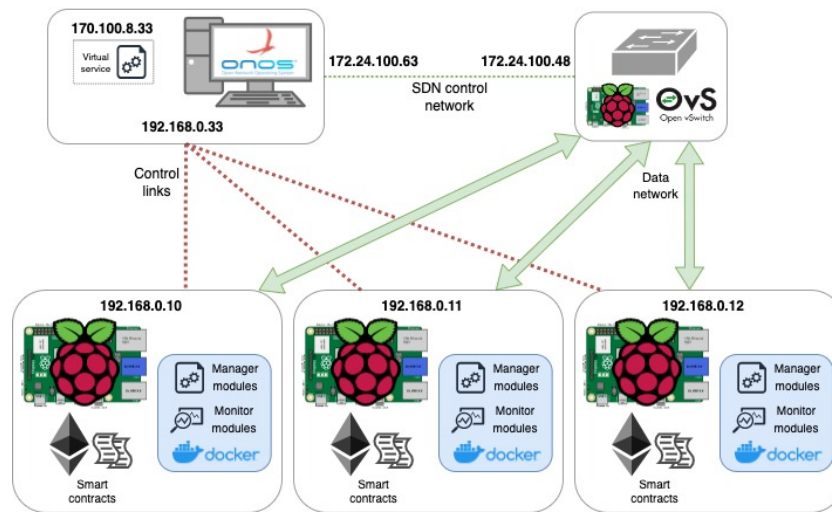 170.100.8.33
Virtual
service
onos
Open Network Operating System
172.24.100.63
172.24.100.48
SDN control
network
OvS
Open vSwitch
192.168.0.33
Control
links
Data
network
192.168.0.10
Manager
modules
Monitor
modules
docker
Smart
contracts
192.168.0.11
Manager
modules
Monitor
modules
docker
Smart
contracts
192.168.0.12
Manager
modules
Monitor
modules
docker
Smart
contracts